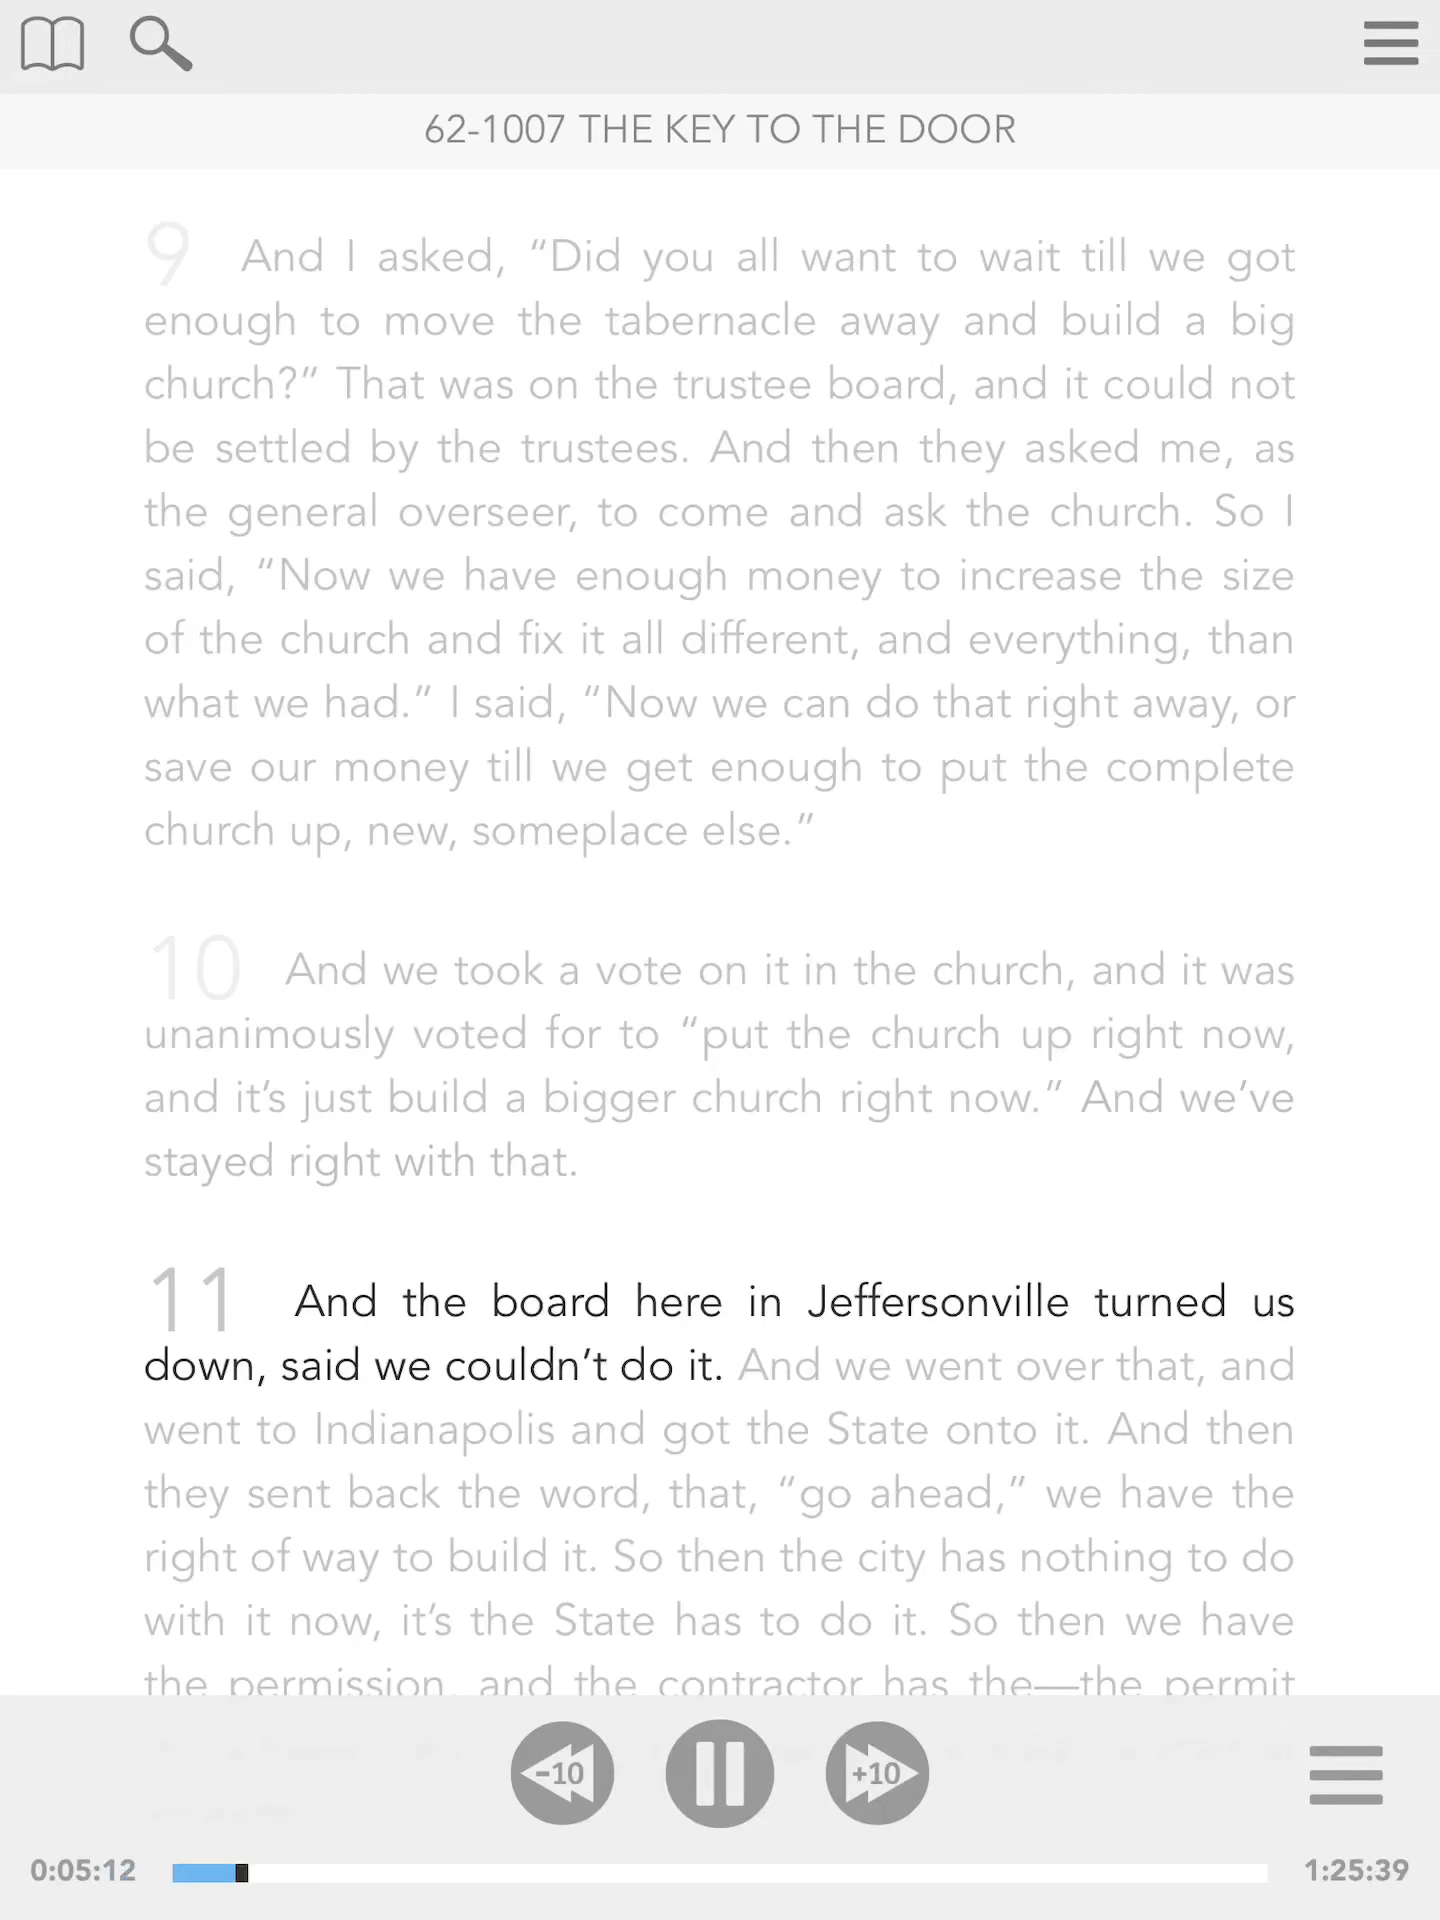 62-1007 THE KEY TO THE DOOR
9 And I asked, “Did you all want to wait till we got
enough to move the tabernacle away and build a big
church?” That was on the trustee board, and it could not
be settled by the trustees. And then they asked me, as
the general overseer, to come and ask the church. So I
said, “Now we have enough money to increase the size
of the church and fix it all different, and everything, than
what we had.” I said, “Now we can do that right away, or
save our money till we get enough to put the complete
church up, new, someplace else.”
10 And we took a vote on it in the church, and it was
unanimously voted for to “put the church up right now,
and it’s just build a bigger church right now.” And we’ve
stayed right with that.
11 And the board here in Jeffersonville turned us
down, said we couldn’t do it. And we went over that, and
went to Indianapolis and got the State onto it. And then
they sent back the word, that, “go ahead,” we have the
right of way to build it. So then the city has nothing to do
with it now, it’s the State has to do it. So then we have
the permission, and the contractor has the—the permit
-10 +10
0:05:12 1:25:39